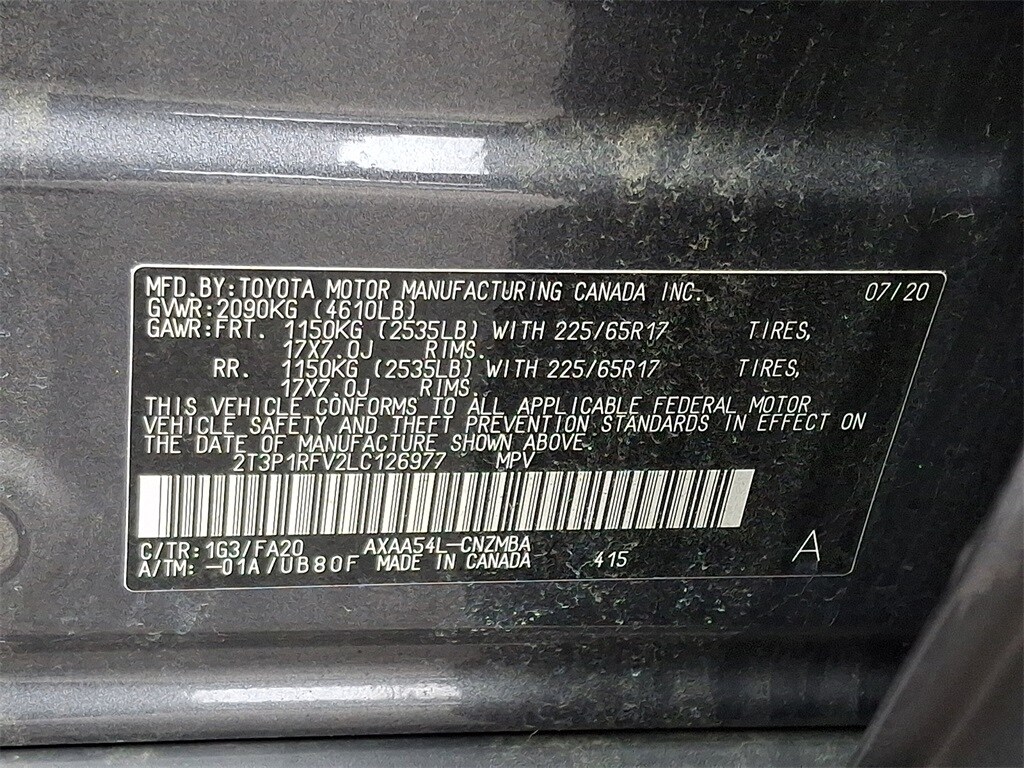 MFD.BY:TOYOTA MOTOR MANUFACTURING CANADA INC. 07/20
GVWR:2090KG (4610LB)
GAWR:FRT. 1150KG (2535LB) WITH 225/65R17 TIRES,
17X7.0J RIMS.
RR. 1150KG (2535LB) WITH 225/65R17 TIRES,
17X7.0J RIMS.
THIS VEHICLE CONFORMS TO ALL APPLICABLE FEDERAL MOTOR
VEHICLE SAFETY AND THEFT PREVENTION STANDARDS IN EFFECT ON
THE DATE OF MANUFACTURE SHOWN ABOVE.
2T3P1RFV2LC126977 MPV
C/TR:1G3/FA20 AXAA54L-CNZMBA A
A/TM:-01A/UB80F MADE IN CANADA 415